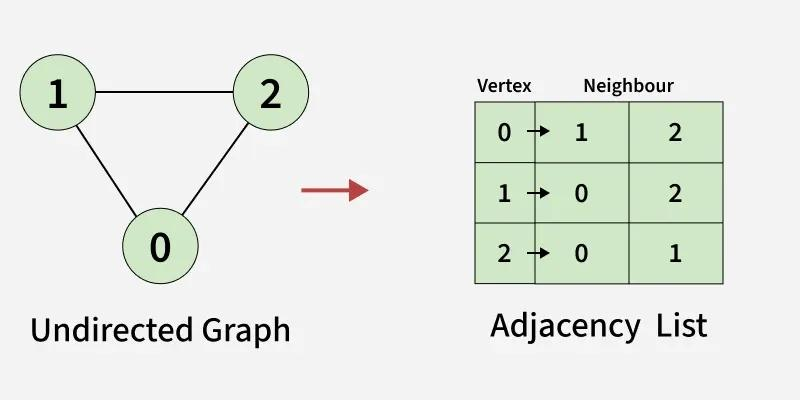 1
2
0
Undirected Graph
Vertex Neighbour
0 1 2
1 0 2
2 0 1
Adjacency List